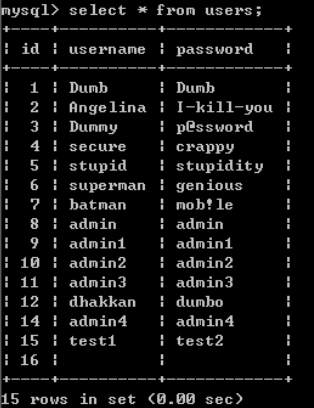 mysql> select * from users;
+----+----------+------------+
| id | username | password   |
+----+----------+------------+
|  1 | Dumb     | Dumb       |
|  2 | Angelina | I-kill-you |
|  3 | Dummy    | p@ssword   |
|  4 | secure   | crappy     |
|  5 | stupid   | stupidity  |
|  6 | superman | genious    |
|  7 | batman   | mob!le     |
|  8 | admin    | admin      |
|  9 | admin1   | admin1     |
| 10 | admin2   | admin2     |
| 11 | admin3   | admin3     |
| 12 | dhakkan  | dumbo      |
| 14 | admin4   | admin4     |
| 15 | test1    | test2      |
| 16 |          |            |
+----+----------+------------+
15 rows in set (0.00 sec)